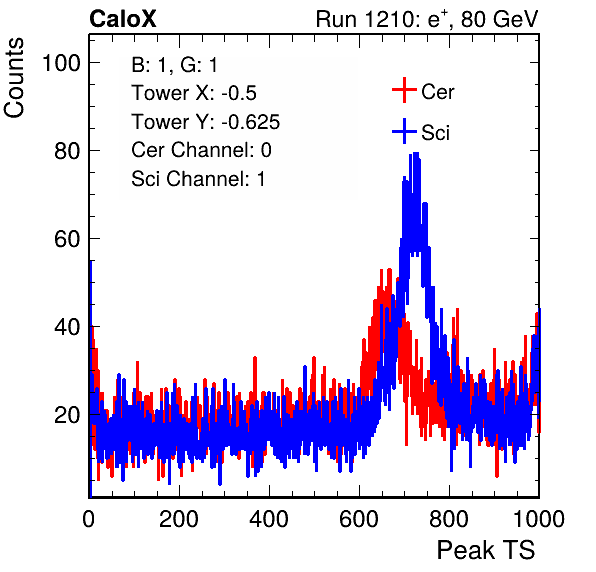 CaloX Run 1210: e⁺, 80 GeV
Counts
B: 1, G: 1
Tower X: -0.5
Tower Y: -0.625
Cer Channel: 0
Sci Channel: 1
Cer
Sci
100
80
60
40
20
0 200 400 600 800 1000
Peak TS